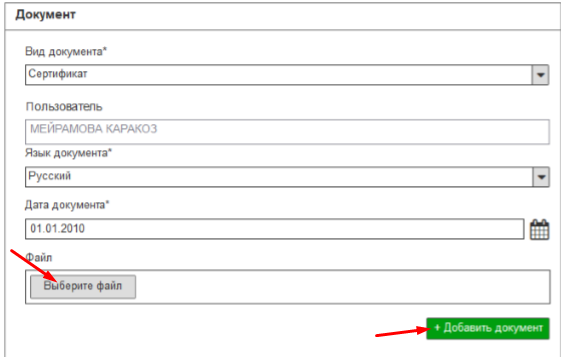 Документ
Вид документа*
Сертификат
Пользователь
МЕЙРАМОВА КАРАКОЗ
Язык документа*
Русский
Дата документа*
01.01.2010
Файл
Выберите файл
+ Добавить документ